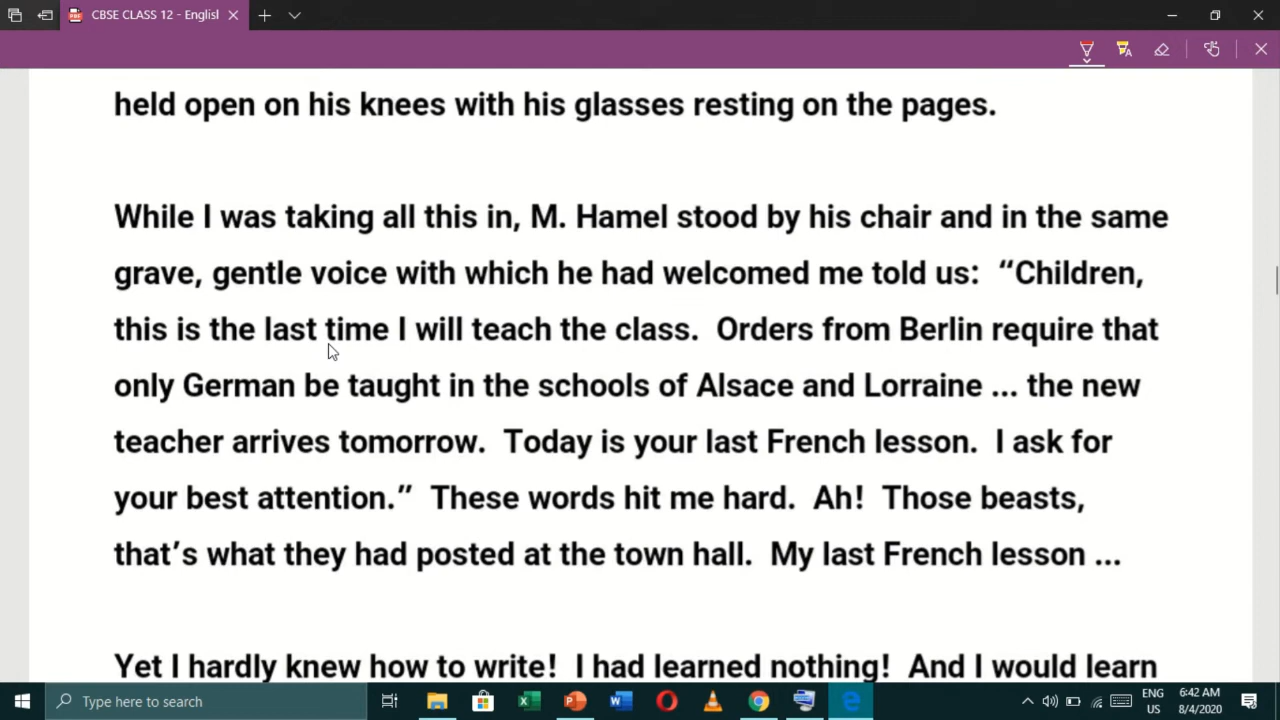 CBSE CLASS 12 - English
held open on his knees with his glasses resting on the pages.
While I was taking all this in, M. Hamel stood by his chair and in the same
grave, gentle voice with which he had welcomed me told us:  “Children,
this is the last time I will teach the class.  Orders from Berlin require that
only German be taught in the schools of Alsace and Lorraine ... the new
teacher arrives tomorrow.  Today is your last French lesson.  I ask for
your best attention.”  These words hit me hard.  Ah!  Those beasts,
that’s what they had posted at the town hall.  My last French lesson ...
Yet I hardly knew how to write!  I had learned nothing!  And I would learn
Type here to search
ENG
US
6:42 AM
8/4/2020